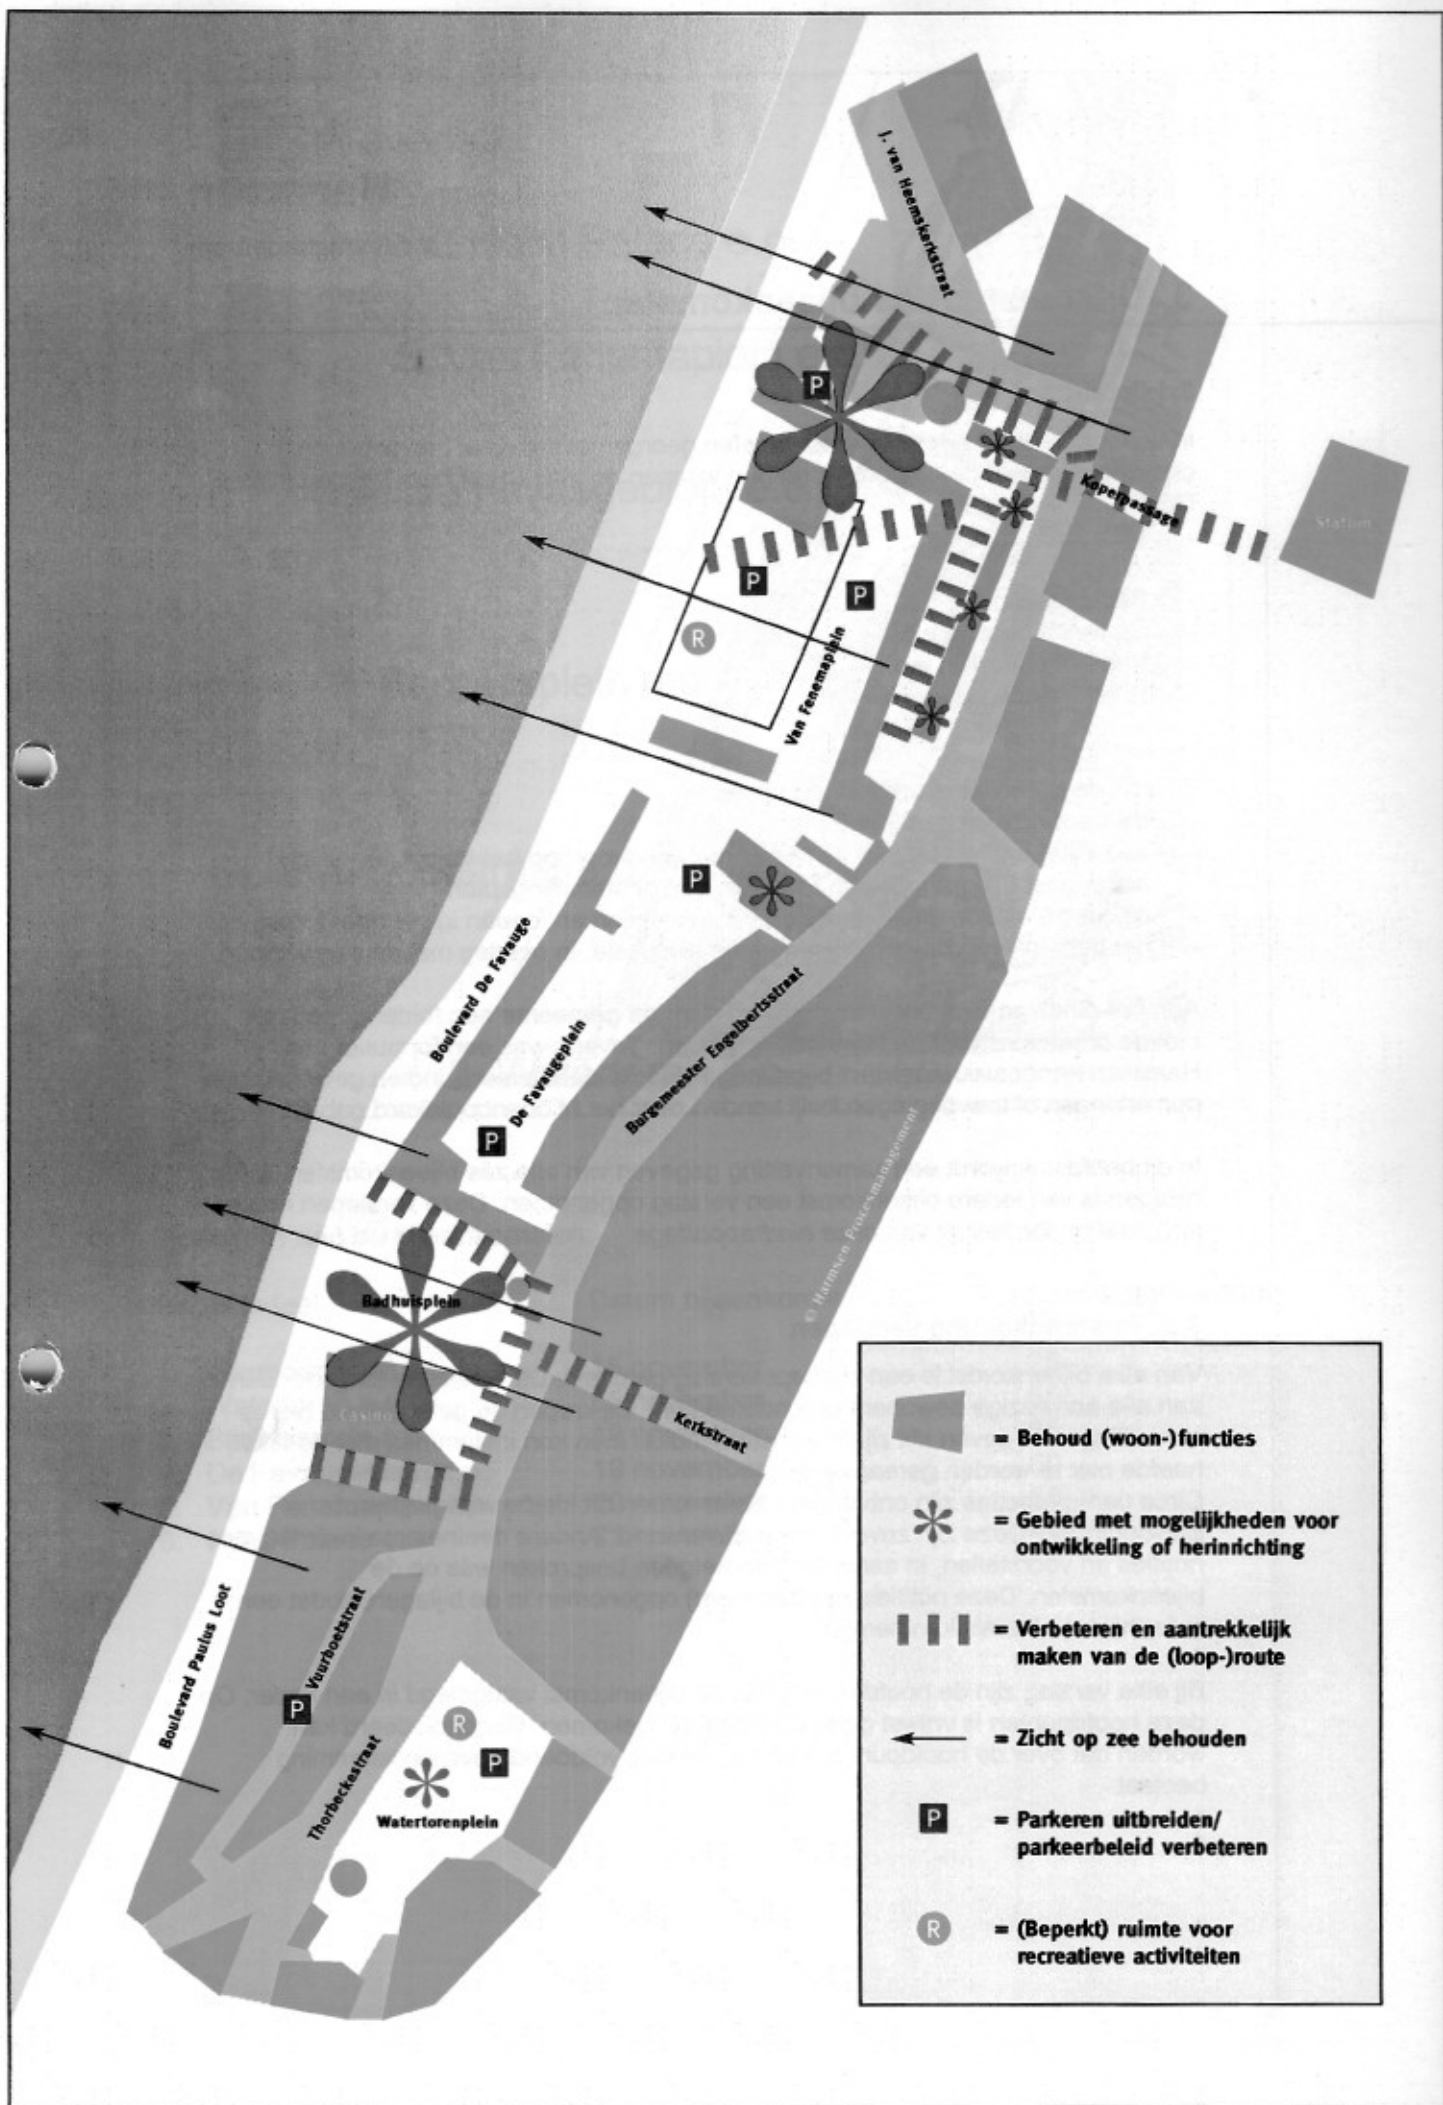 J. van Heemskerkstraat
P
Koperpassage
Station
P
P
R
Van Fenemaplein
P
Boulevard De Favauge
De Favaugeplein
P
Burgemeester Engelbertsstraat
© Harmsen Procesmanagement
Badhuisplein
Casino
Kerkstraat
Boulevard Paulus Loot
Vuurboetstraat
P
Thorbeckestraat
R
P
Watertorenplein
= Behoud (woon-)functies
= Gebied met mogelijkheden voor
ontwikkeling of herinrichting
= Verbeteren en aantrekkelijk
maken van de (loop-)route
= Zicht op zee behouden
P = Parkeren uitbreiden/
parkeerbeleid verbeteren
R = (Beperkt) ruimte voor
recreatieve activiteiten